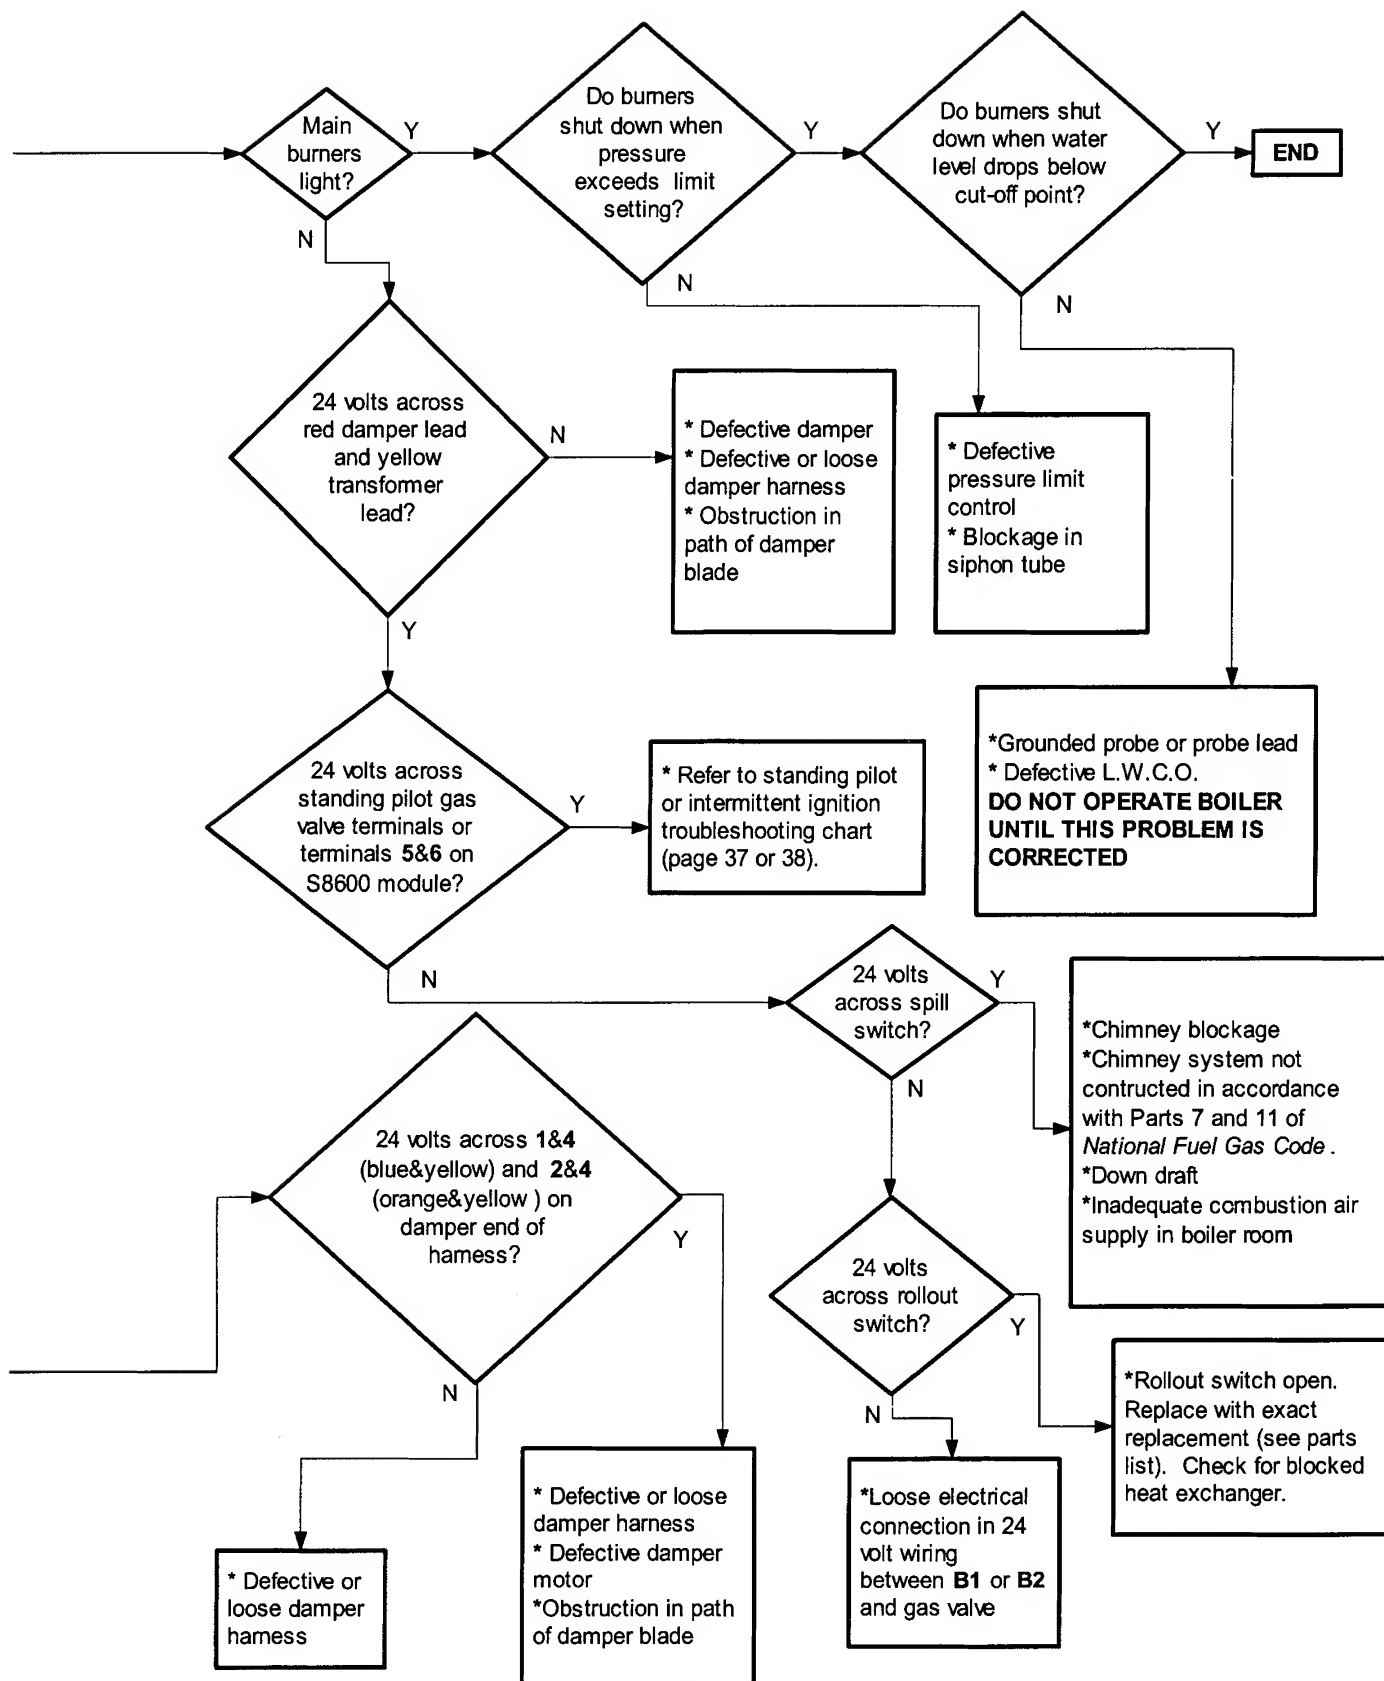 Main
burners
light?
Y
N
Do burners
shut down when
pressure
exceeds limit
setting?
Y
N
Do burners shut
down when water
level drops below
cut-off point?
Y
N
END
24 volts across
red damper lead
and yellow
transformer
lead?
N
Y
* Defective damper
* Defective or loose
damper harness
* Obstruction in
path of damper
blade
* Defective
pressure limit
control
* Blockage in
siphon tube
*Grounded probe or probe lead
* Defective L.W.C.O.
DO NOT OPERATE BOILER
UNTIL THIS PROBLEM IS
CORRECTED
24 volts across
standing pilot gas
valve terminals or
terminals 5&6 on
S8600 module?
Y
N
* Refer to standing pilot
or intermittent ignition
troubleshooting chart
(page 37 or 38).
24 volts
across spill
switch?
Y
N
*Chimney blockage
*Chimney system not
contructed in accordance
with Parts 7 and 11 of
National Fuel Gas Code .
*Down draft
*Inadequate combustion air
supply in boiler room
24 volts across 1&4
(blue&yellow) and 2&4
(orange&yellow ) on
damper end of
harness?
Y
N
24 volts
across rollout
switch?
Y
N
*Rollout switch open.
Replace with exact
replacement (see parts
list). Check for blocked
heat exchanger.
* Defective or
loose damper
harness
* Defective or loose
damper harness
* Defective damper
motor
*Obstruction in path
of damper blade
*Loose electrical
connection in 24
volt wiring
between B1 or B2
and gas valve